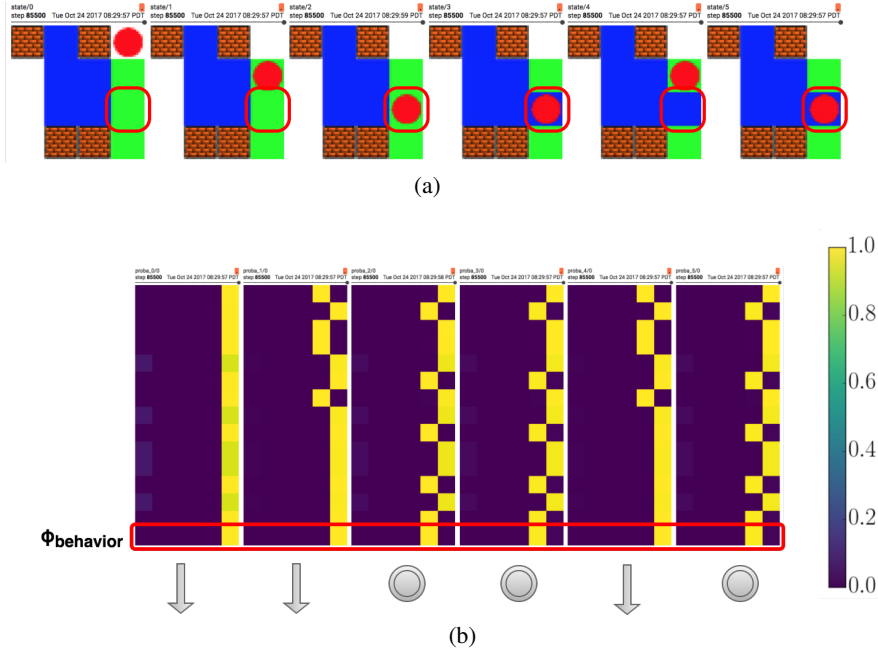 state/0 state/1 state/2 state/3 state/4 state/5
step 85500 Tue Oct 24 2017 08:29:57 PDT step 85500 Tue Oct 24 2017 08:29:57 PDT step 85500 Tue Oct 24 2017 08:29:59 PDT step 85500 Tue Oct 24 2017 08:29:57 PDT step 85500 Tue Oct 24 2017 08:29:57 PDT step 85500 Tue Oct 24 2017 08:29:57 PDT
(a)
proba_0/0 proba_1/0 proba_2/0 proba_3/0 proba_4/0 proba_5/0
step 85500 Tue Oct 24 2017 08:29:57 PDT step 85500 Tue Oct 24 2017 08:29:57 PDT step 85500 Tue Oct 24 2017 08:29:58 PDT step 85500 Tue Oct 24 2017 08:29:57 PDT step 85500 Tue Oct 24 2017 08:29:57 PDT step 85500 Tue Oct 24 2017 08:29:57 PDT
1.0
0.8
0.6
0.4
0.2
0.0
Φbehavior
(b)